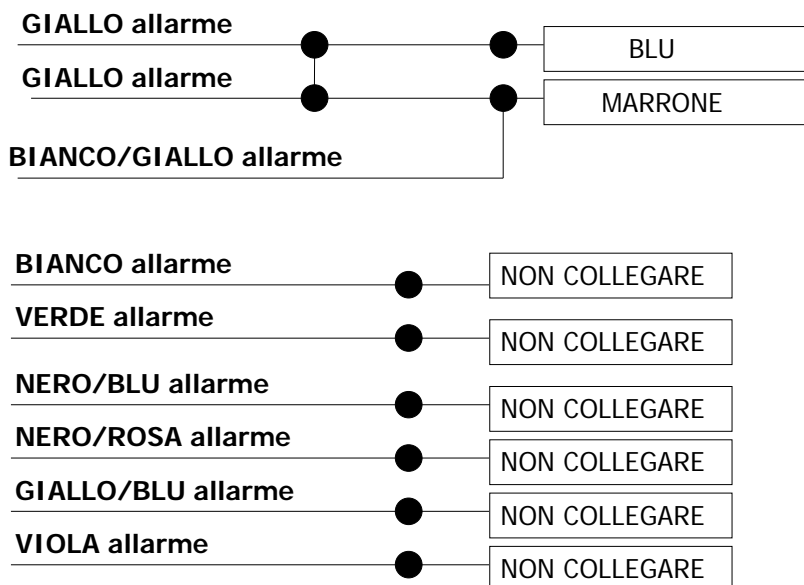 GIALLO allarme
BLU
GIALLO allarme
MARRONE
BIANCO/GIALLO allarme
BIANCO allarme
NON COLLEGARE
VERDE allarme
NON COLLEGARE
NERO/BLU allarme
NON COLLEGARE
NERO/ROSA allarme
NON COLLEGARE
GIALLO/BLU allarme
NON COLLEGARE
VIOLA allarme
NON COLLEGARE